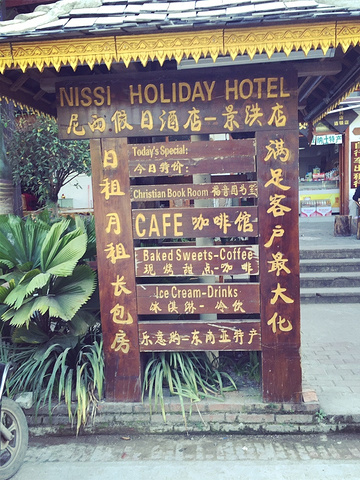 NISSI HOLIDAY HOTEL
尼西假日酒店-景洪店
日租月租长包房
Today's Special:
今日特价:
Christian Book Room 福音图书室
CAFE 咖啡馆
Baked Sweets-Coffee
现烤甜点-咖啡
Ice Cream-Drinks
冰淇淋-冷饮
乐意购=东南亚特产
满足客户最大化